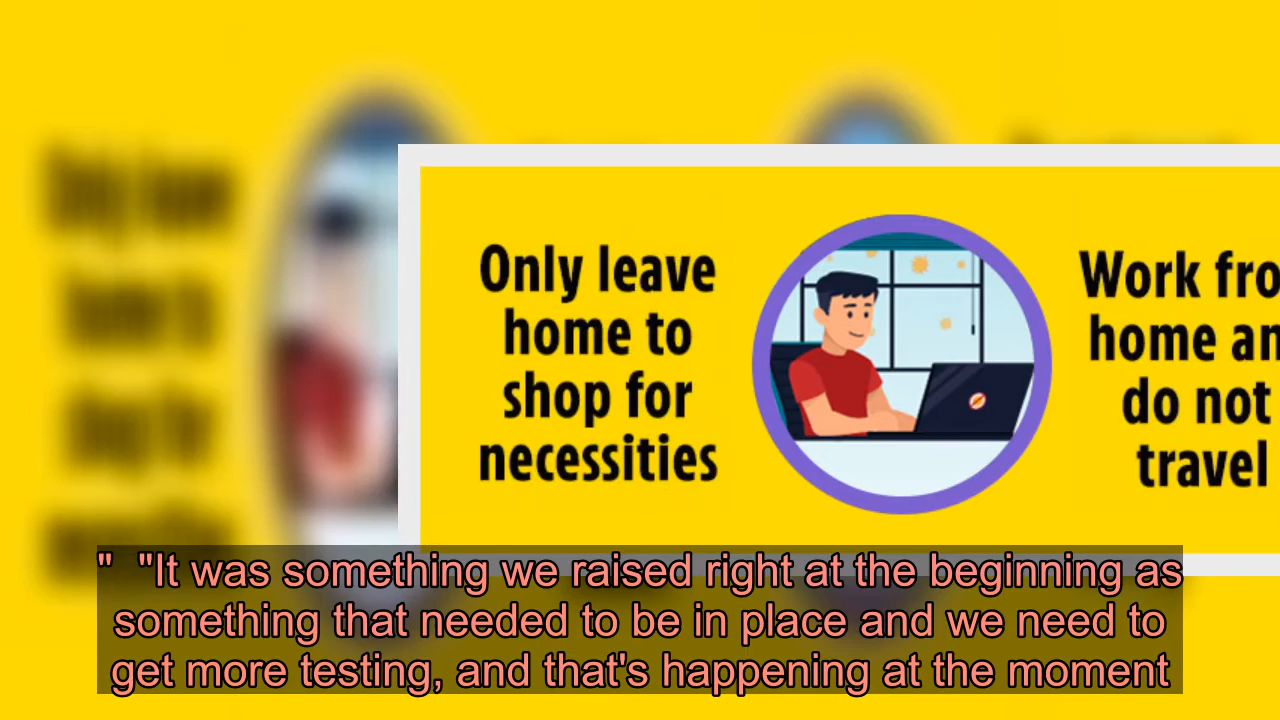 Only leave
home to
shop for
necessities
Work fro
home an
do not
travel
"  "It was something we raised right at the beginning as
something that needed to be in place and we need to
get more testing, and that's happening at the moment